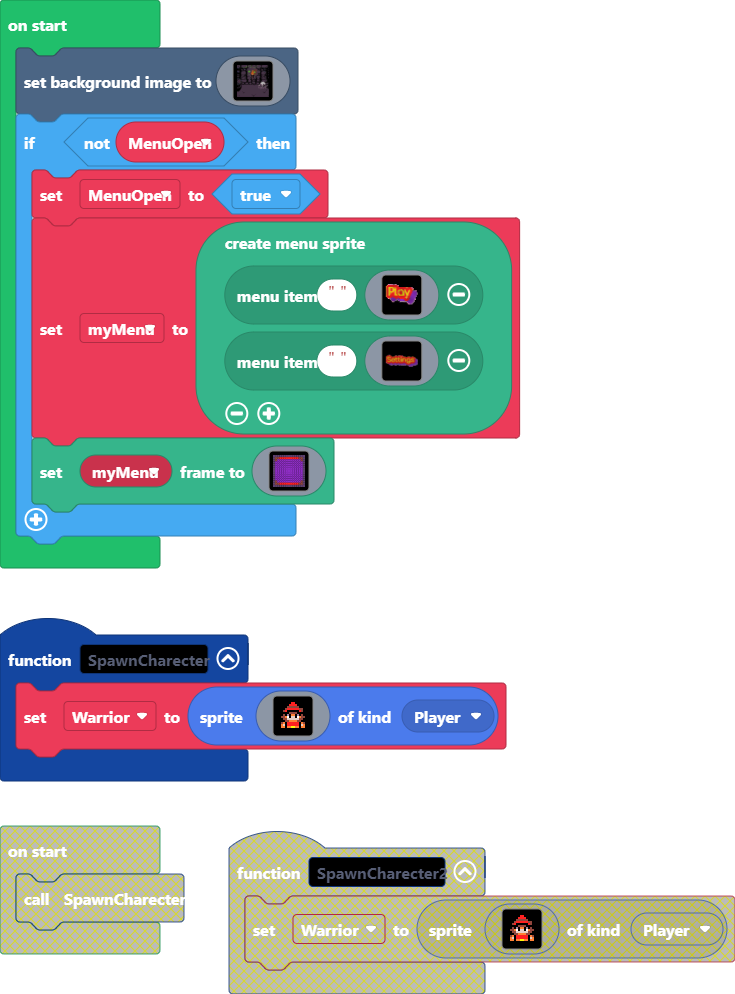 on start
set background image to
if not MenuOpen then
set MenuOpen to true
create menu sprite
menu item " " Play
set myMenu to
menu item " " Settings
set myMenu frame to
function SpawnCharecter
set Warrior to sprite of kind Player
on start
call SpawnCharecter
function SpawnCharecter2
set Warrior to sprite of kind Player